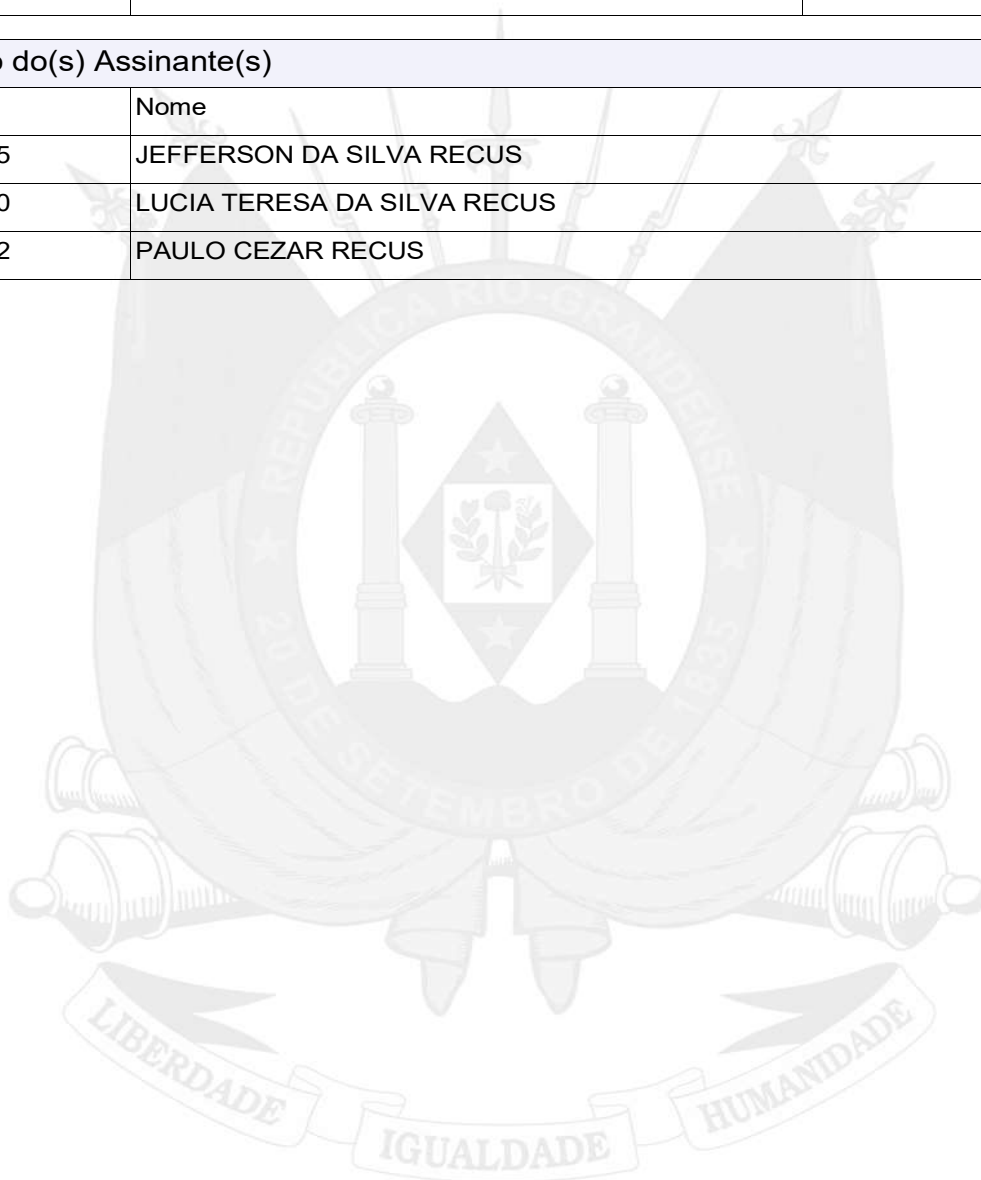 o do(s) Assinante(s)
Nome
5 JEFFERSON DA SILVA RECUS
0 LUCIA TERESA DA SILVA RECUS
2 PAULO CEZAR RECUS
REPÚBLICA RIO-GRANDENSE
★ 20 DE SETEMBRO DE 1835 ★
LIBERDADE
IGUALDADE
HUMANIDADE